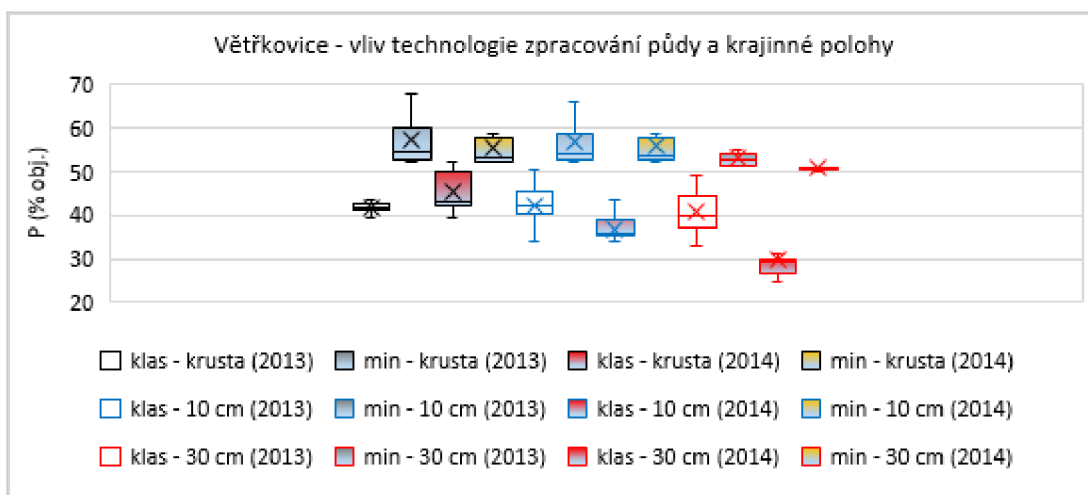 Větřkovice - vliv technologie zpracování půdy a krajinné polohy
P (% obj.)
70
60
50
40
30
20
klas - krusta (2013) min - krusta (2013) klas - krusta (2014) min - krusta (2014)
klas - 10 cm (2013) min - 10 cm (2013) klas - 10 cm (2014) min - 10 cm (2014)
klas - 30 cm (2013) min - 30 cm (2013) klas - 30 cm (2014) min - 30 cm (2014)